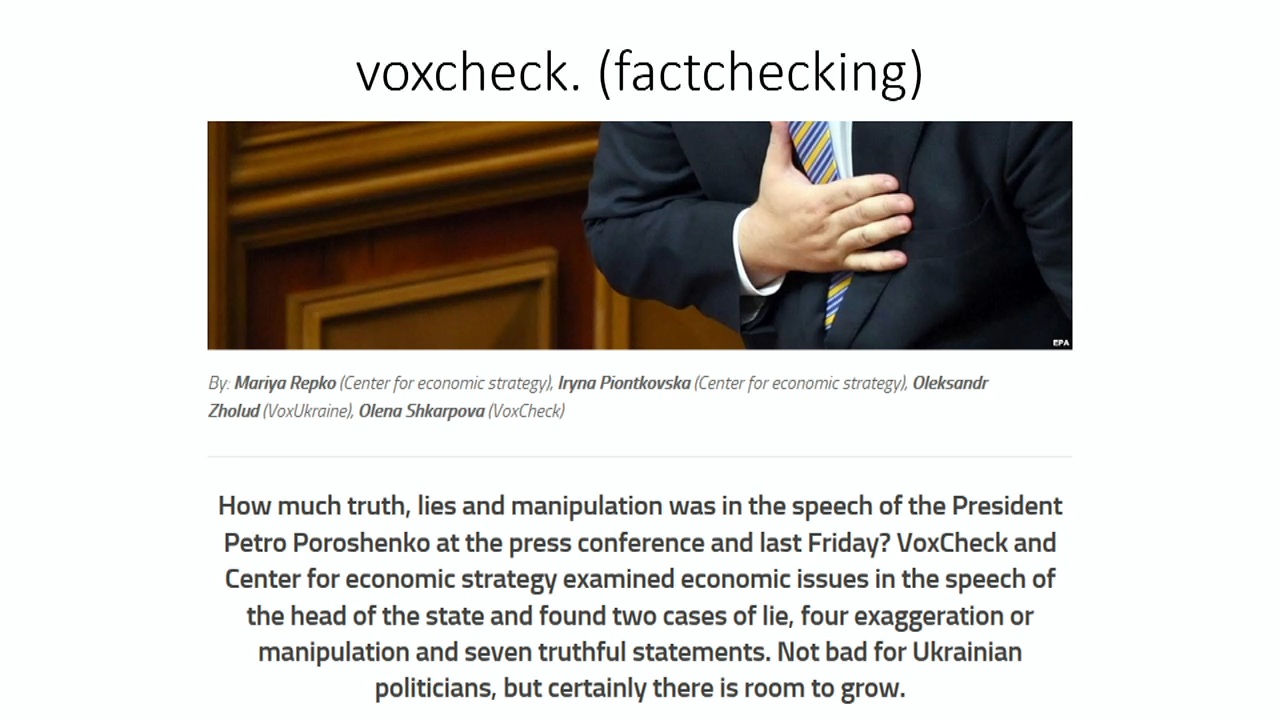 voxcheck. (factchecking)
EPA
By: Mariya Repko (Center for economic strategy), Iryna Piontkovska (Center for economic strategy), Oleksandr
Zholud (VoxUkraine), Olena Shkarpova (VoxCheck)
How much truth, lies and manipulation was in the speech of the President
Petro Poroshenko at the press conference and last Friday? VoxCheck and
Center for economic strategy examined economic issues in the speech of
the head of the state and found two cases of lie, four exaggeration or
manipulation and seven truthful statements. Not bad for Ukrainian
politicians, but certainly there is room to grow.